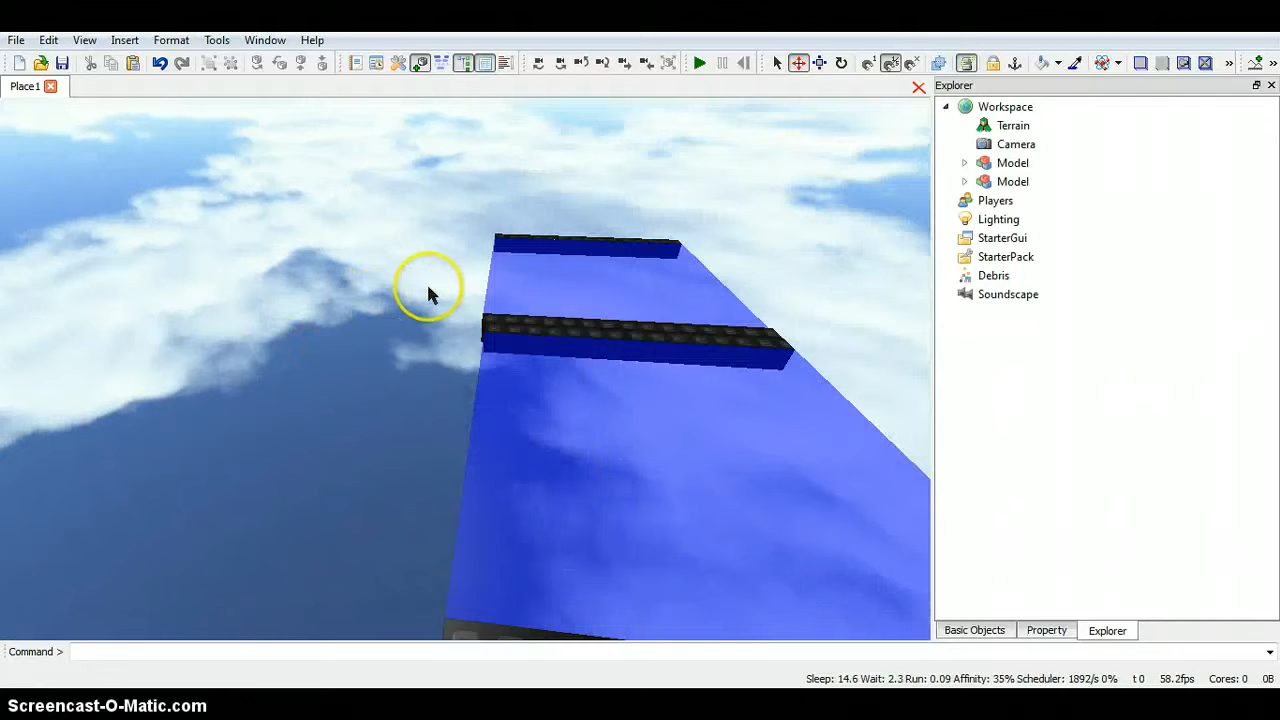 File Edit View Insert Format Tools Window Help
Place1
Explorer
Workspace
Terrain
Camera
Model
Model
Players
Lighting
StarterGui
StarterPack
Debris
Soundscape
Basic Objects Property Explorer
Command >
Sleep: 14.6 Wait: 2.3 Run: 0.09 Affinity: 35% Scheduler: 1892/s 0% t 0 58.2fps Cores: 0 0B
Screencast-O-Matic.com